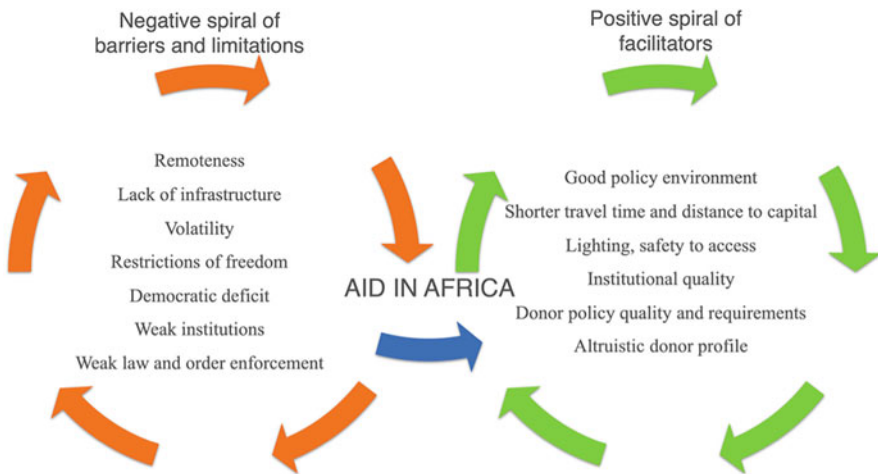 Negative spiral of
barriers and limitations
Remoteness
Lack of infrastructure
Volatility
Restrictions of freedom
Democratic deficit
Weak institutions
Weak law and order enforcement
AID IN AFRICA
Positive spiral of
facilitators
Good policy environment
Shorter travel time and distance to capital
Lighting, safety to access
Institutional quality
Donor policy quality and requirements
Altruistic donor profile